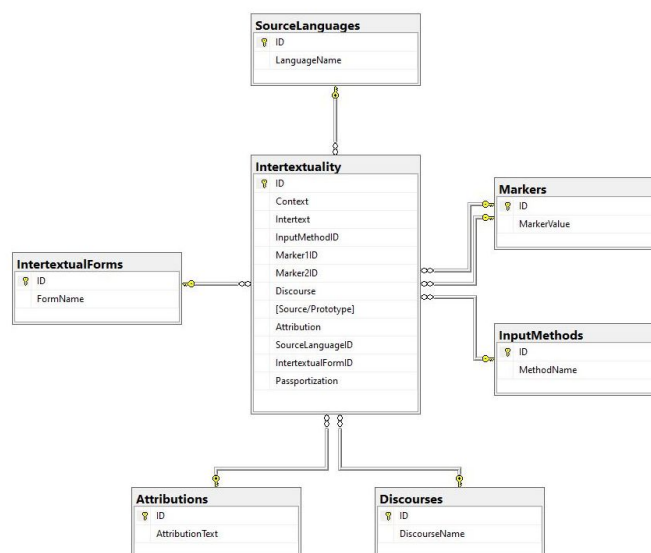 SourceLanguages
ID
LanguageName
Intertextuality
ID
Context
Intertext
InputMethodID
Marker1ID
Marker2ID
Discourse
[Source/Prototype]
Attribution
SourceLanguageID
IntertextualFormID
Passportization
Markers
ID
MarkerValue
IntertextualForms
ID
FormName
InputMethods
ID
MethodName
Attributions
ID
AttributionText
Discourses
ID
DiscourseName